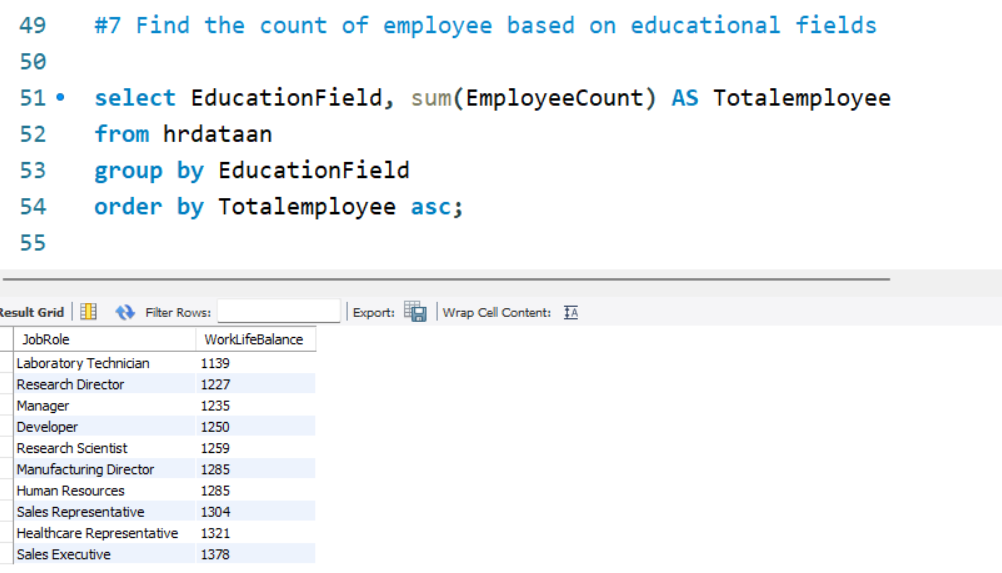 49 #7 Find the count of employee based on educational fields
50
51 select EducationField, sum(EmployeeCount) AS Totalemployee
52 from hrdataan
53 group by EducationField
54 order by Totalemployee asc;
55
Result Grid Filter Rows: Export: Wrap Cell Content: IA
JobRole WorkLifeBalance
Laboratory Technician 1139
Research Director 1227
Manager 1235
Developer 1250
Research Scientist 1259
Manufacturing Director 1285
Human Resources 1285
Sales Representative 1304
Healthcare Representative 1321
Sales Executive 1378